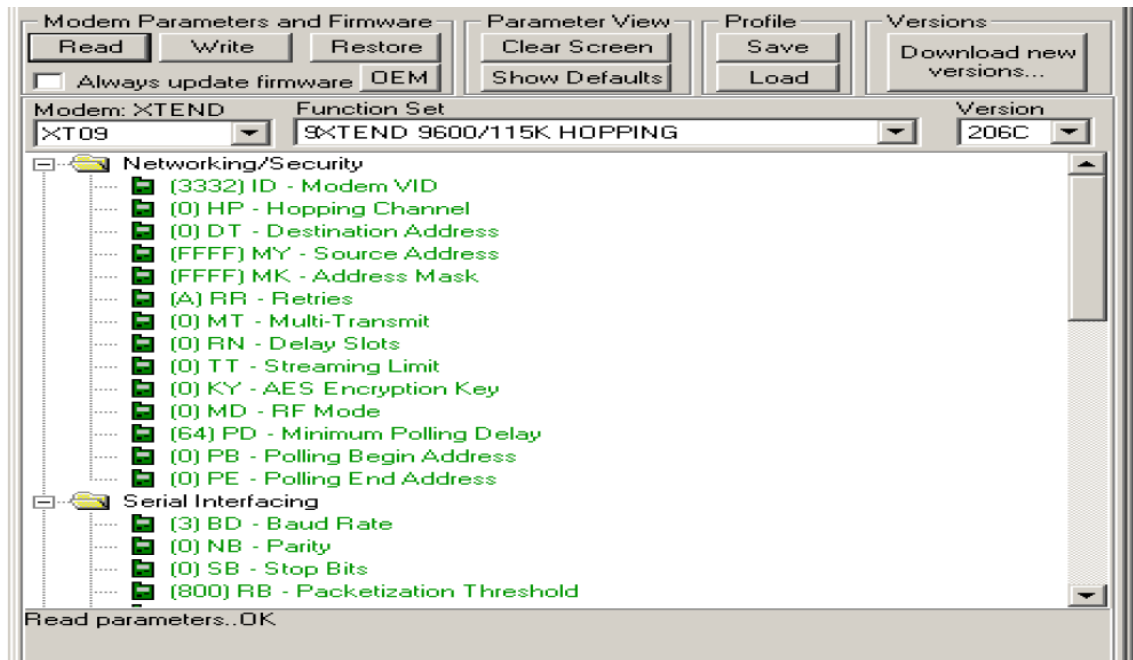 Modem Parameters and Firmware
Parameter View
Profile
Versions
Read
Write
Restore
Clear Screen
Save
Download new versions...
Always update firmware
OEM
Show Defaults
Load
Modem: XTEND
Function Set
Version
XT09
9XTEND 9600/115K HOPPING
206C
Networking/Security
(3332) ID - Modem VID
(0) HP - Hopping Channel
(0) DT - Destination Address
(FFFF) MY - Source Address
(FFFF) MK - Address Mask
(A) RR - Retries
(0) MT - Multi-Transmit
(0) RN - Delay Slots
(0) TT - Streaming Limit
(0) KY - AES Encryption Key
(0) MD - RF Mode
(64) PD - Minimum Polling Delay
(0) PB - Polling Begin Address
(0) PE - Polling End Address
Serial Interfacing
(3) BD - Baud Rate
(0) NB - Parity
(0) SB - Stop Bits
(800) RB - Packetization Threshold
Read parameters..OK